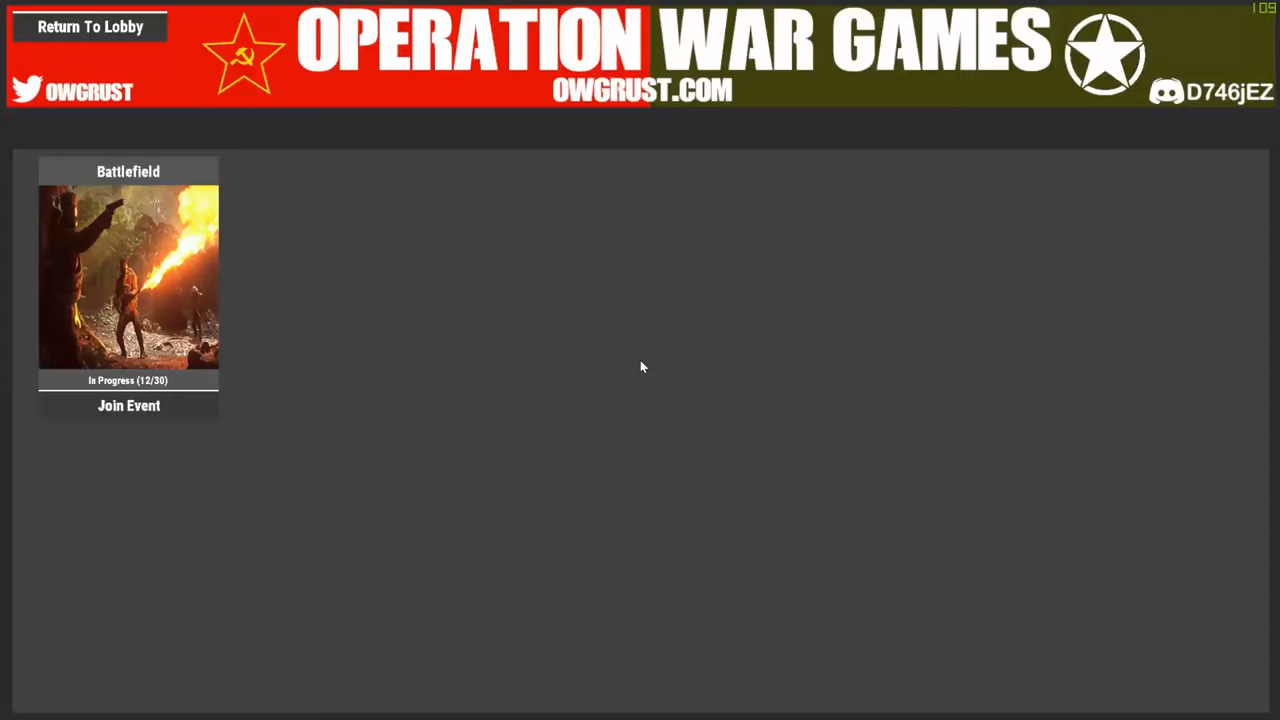 Return To Lobby
OPERATION WAR GAMES
OWGRUST
OWGRUST.COM
D746jEZ
109
Battlefield
In Progress (12/30)
Join Event